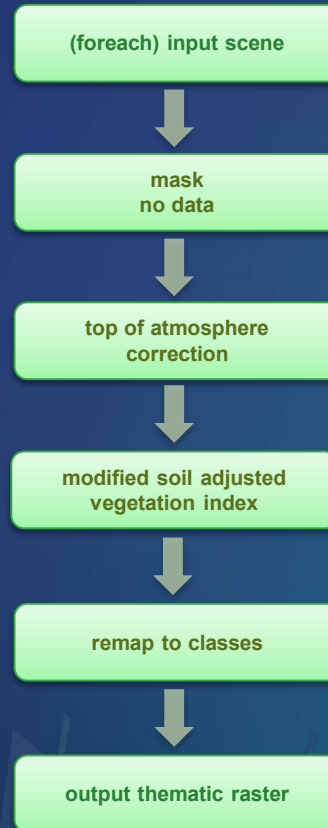 (foreach) input scene
mask
no data
top of atmosphere
correction
modified soil adjusted
vegetation index
remap to classes
output thematic raster